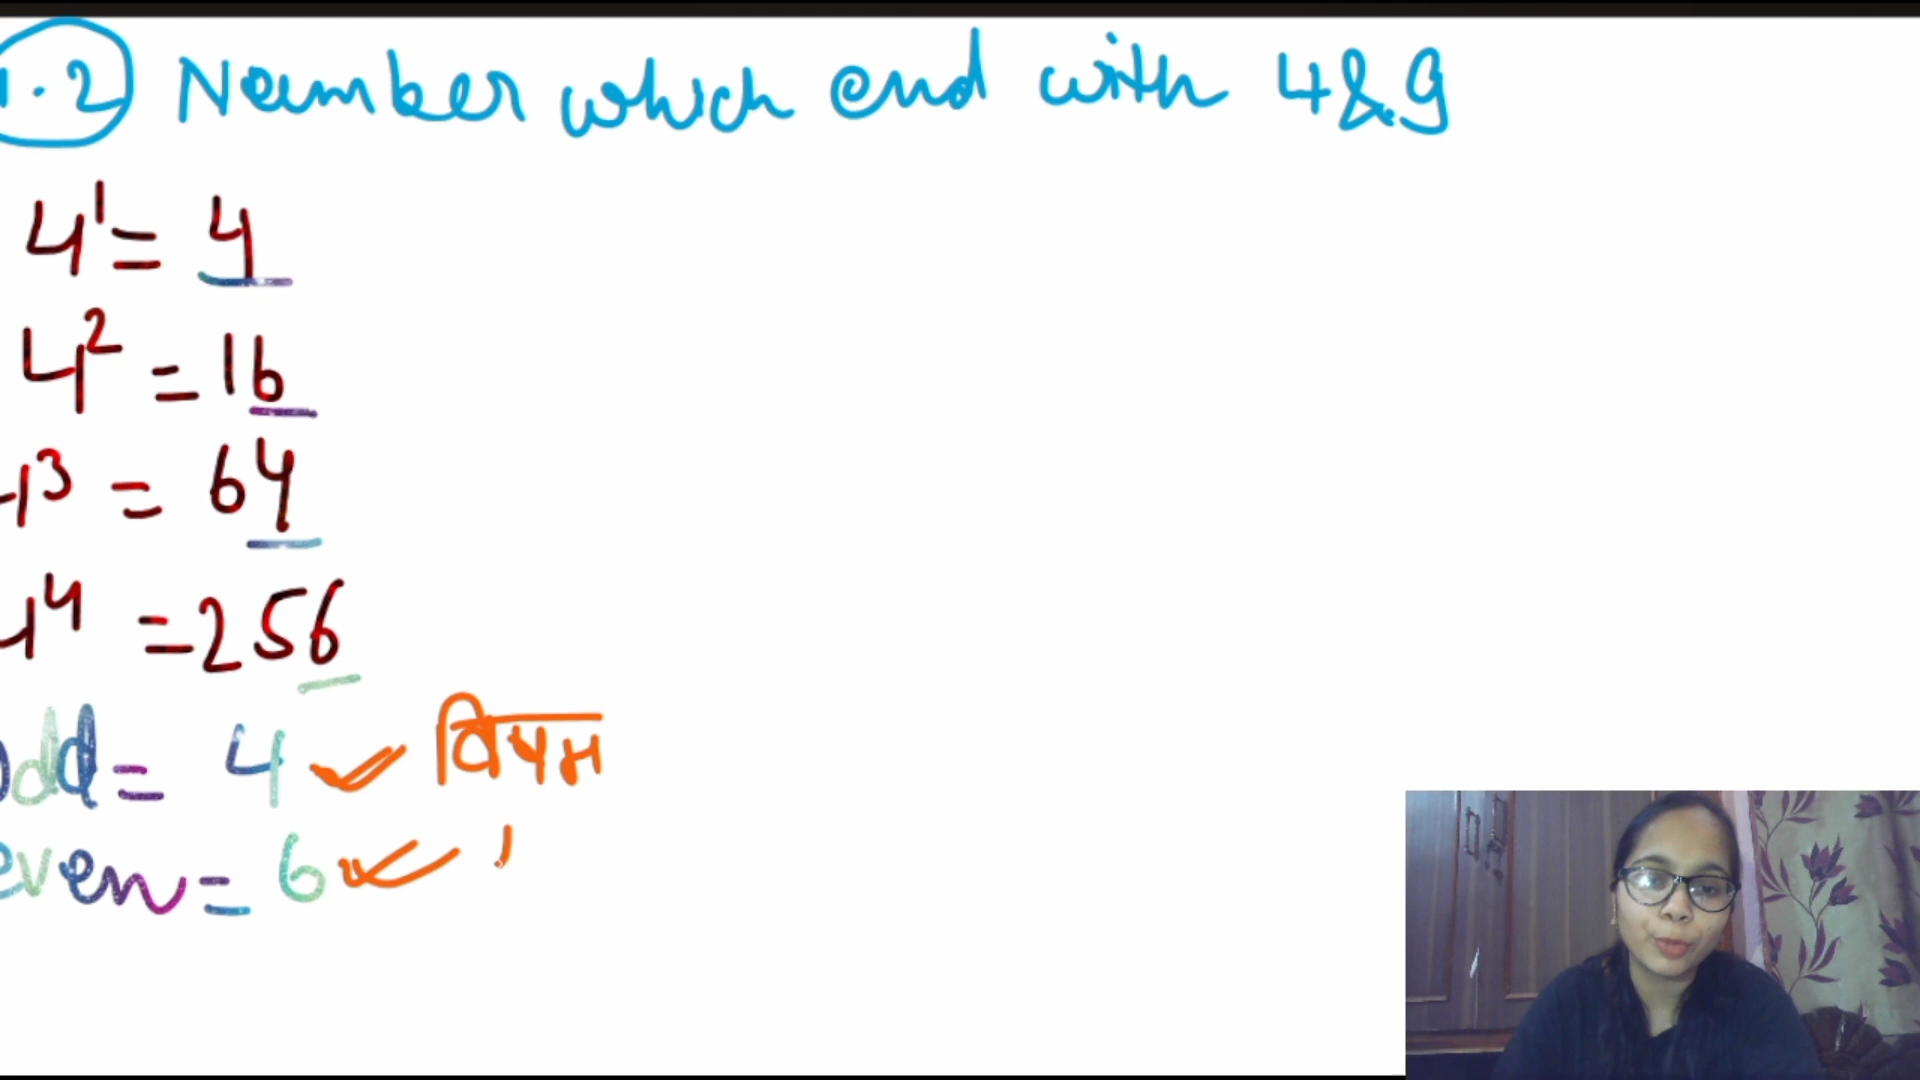 1.2 Number which end with 4 & 9
4¹ = 4
4² = 16
4³ = 64
4⁴ = 256
odd = 4 विषम
even = 6